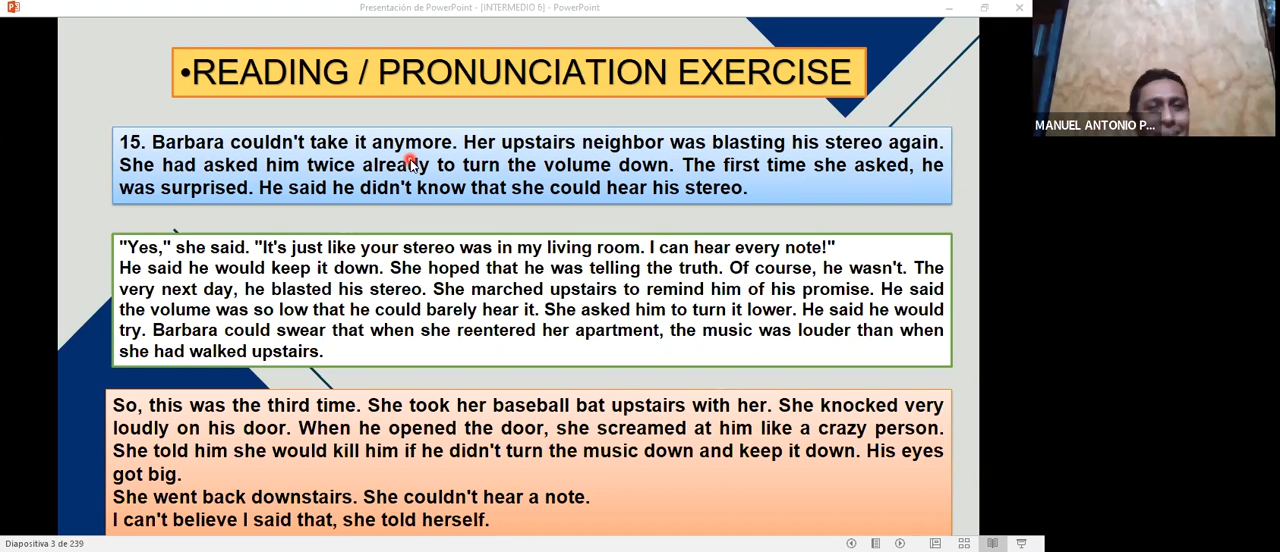 Presentación de PowerPoint - [INTERMEDIO 6] - PowerPoint
•READING / PRONUNCIATION EXERCISE
MANUEL ANTONIO P...
15. Barbara couldn't take it anymore. Her upstairs neighbor was blasting his stereo again.
She had asked him twice already to turn the volume down. The first time she asked, he
was surprised. He said he didn't know that she could hear his stereo.
"Yes," she said. "It's just like your stereo was in my living room. I can hear every note!"
He said he would keep it down. She hoped that he was telling the truth. Of course, he wasn't. The
very next day, he blasted his stereo. She marched upstairs to remind him of his promise. He said
the volume was so low that he could barely hear it. She asked him to turn it lower. He said he would
try. Barbara could swear that when she reentered her apartment, the music was louder than when
she had walked upstairs.
So, this was the third time. She took her baseball bat upstairs with her. She knocked very
loudly on his door. When he opened the door, she screamed at him like a crazy person.
She told him she would kill him if he didn't turn the music down and keep it down. His eyes
got big.
She went back downstairs. She couldn't hear a note.
I can't believe I said that, she told herself.
Diapositiva 3 de 239